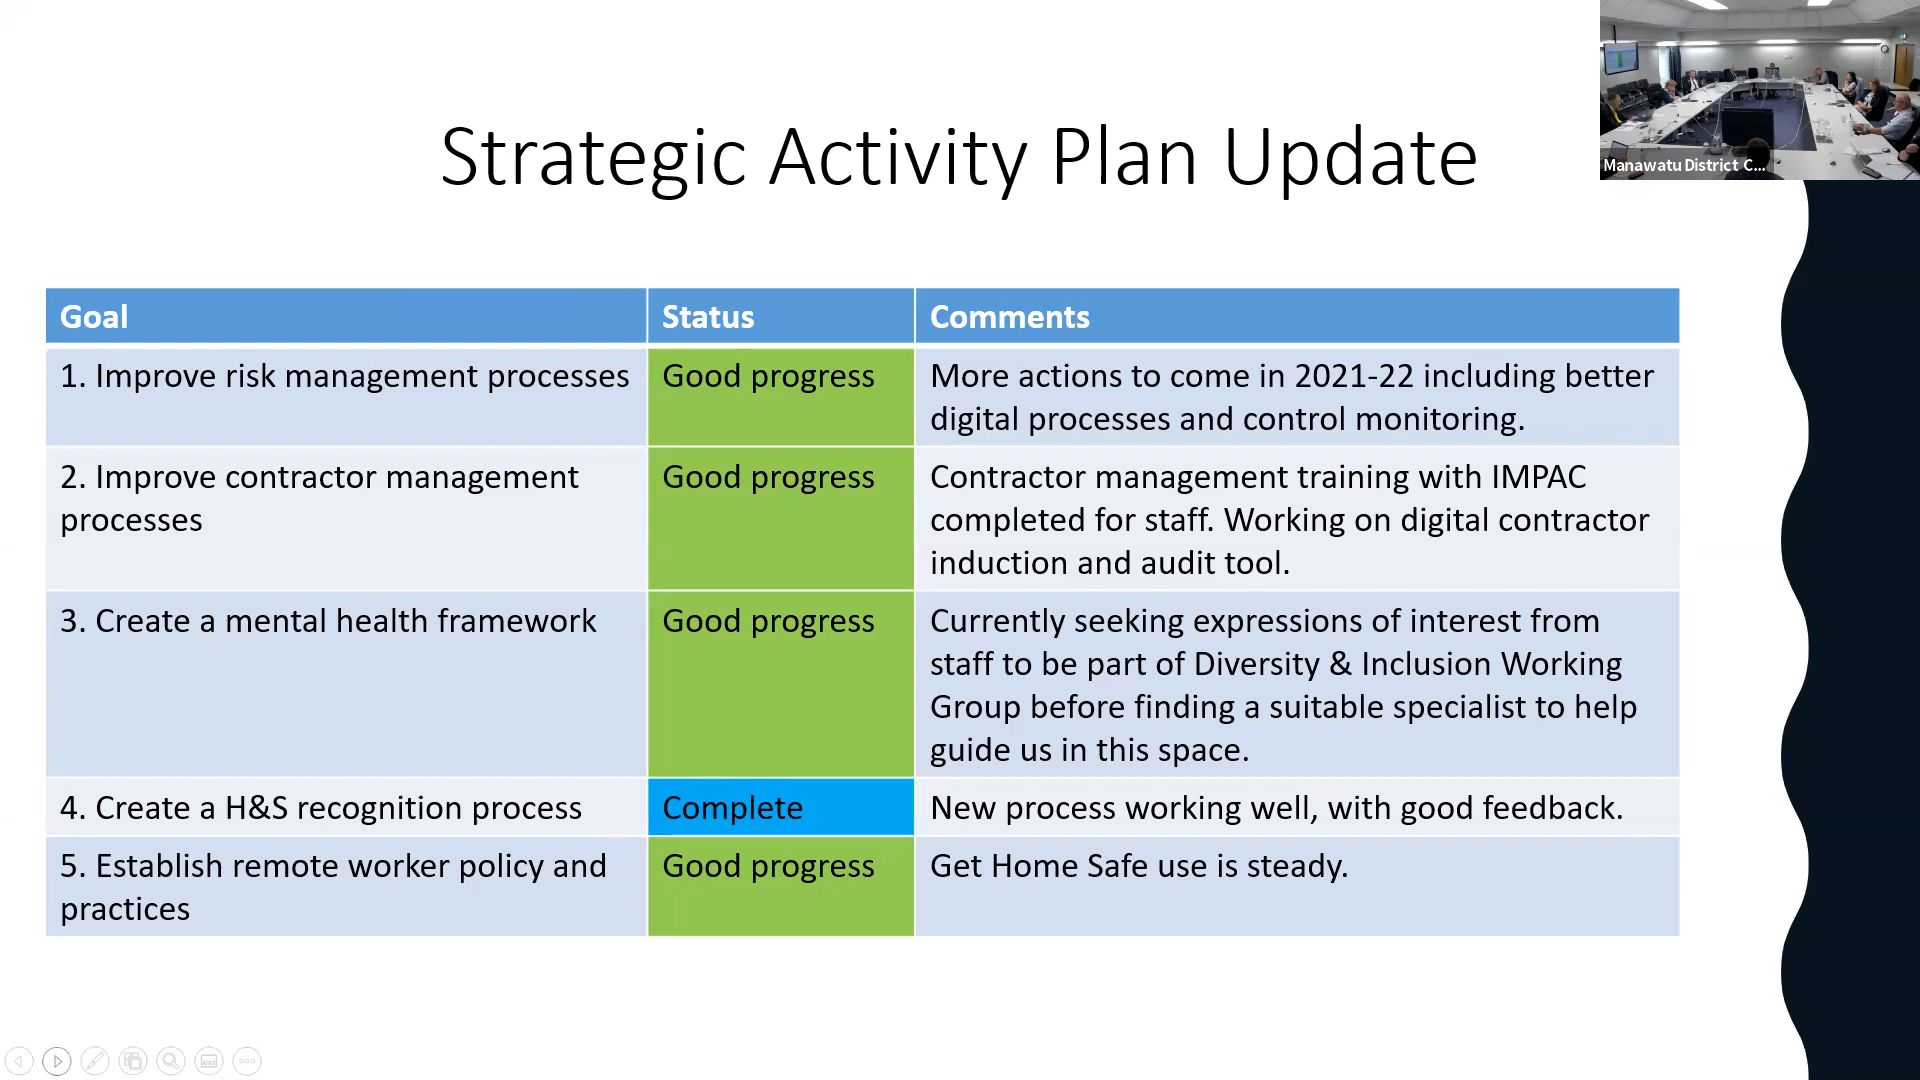 Strategic Activity Plan Update
Manawatu District C...
Goal
Status
Comments
1. Improve risk management processes
Good progress
More actions to come in 2021-22 including better
digital processes and control monitoring.
2. Improve contractor management
processes
Good progress
Contractor management training with IMPAC
completed for staff. Working on digital contractor
induction and audit tool.
3. Create a mental health framework
Good progress
Currently seeking expressions of interest from
staff to be part of Diversity & Inclusion Working
Group before finding a suitable specialist to help
guide us in this space.
4. Create a H&S recognition process
Complete
New process working well, with good feedback.
5. Establish remote worker policy and
practices
Good progress
Get Home Safe use is steady.